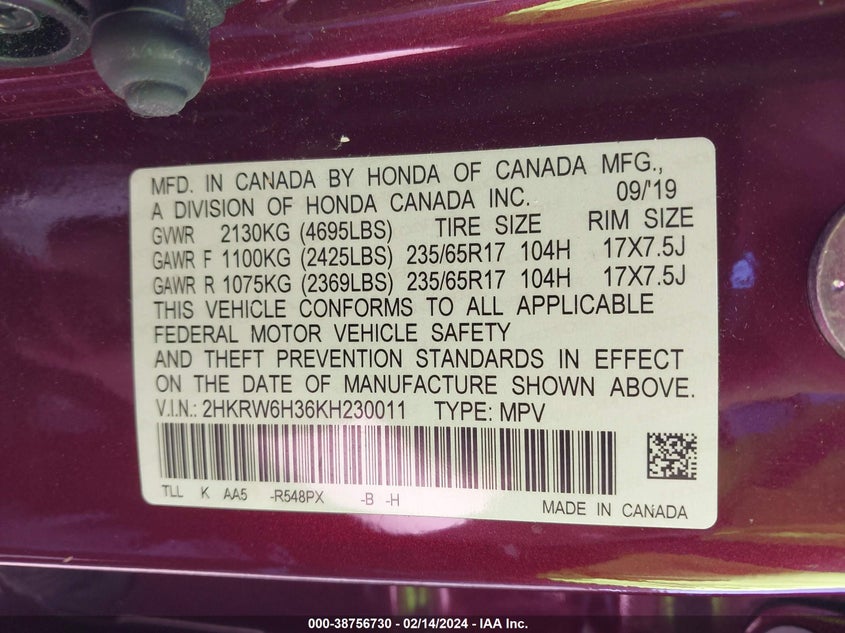 MFD. IN CANADA BY HONDA OF CANADA MFG.,
A DIVISION OF HONDA CANADA INC. 09/'19
GVWR 2130KG (4695LBS) TIRE SIZE RIM SIZE
GAWR F 1100KG (2425LBS) 235/65R17 104H 17X7.5J
GAWR R 1075KG (2369LBS) 235/65R17 104H 17X7.5J
THIS VEHICLE CONFORMS TO ALL APPLICABLE
FEDERAL MOTOR VEHICLE SAFETY
AND THEFT PREVENTION STANDARDS IN EFFECT
ON THE DATE OF MANUFACTURE SHOWN ABOVE.
V.I.N.: 2HKRW6H36KH230011 TYPE: MPV
TLL K AA5 -R548PX -B -H
MADE IN CANADA
000-38756730 - 02/14/2024 - IAA Inc.